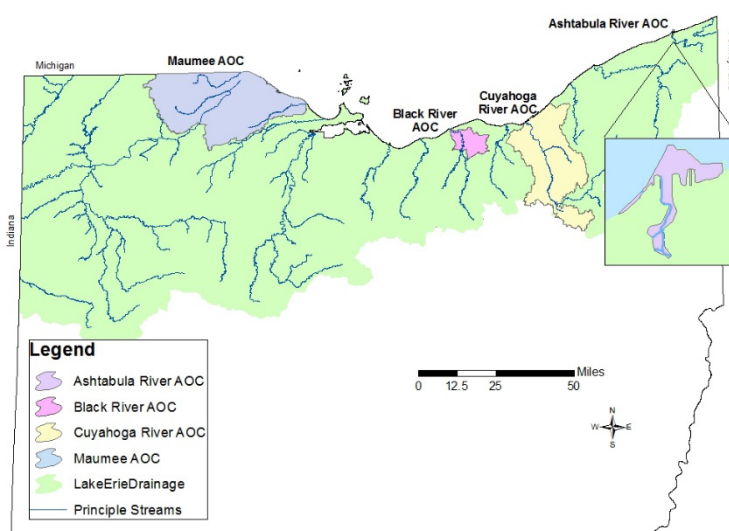 Ashtabula River AOC
Michigan
Maumee AOC
Cuyahoga
River AOC
Black River
AOC
Indiana
Legend
Ashtabula River AOC
Black River AOC
Cuyahoga River AOC
Maumee AOC
LakeErieDrainage
Principle Streams
Miles
0 12.5 25 50
N
W E
S